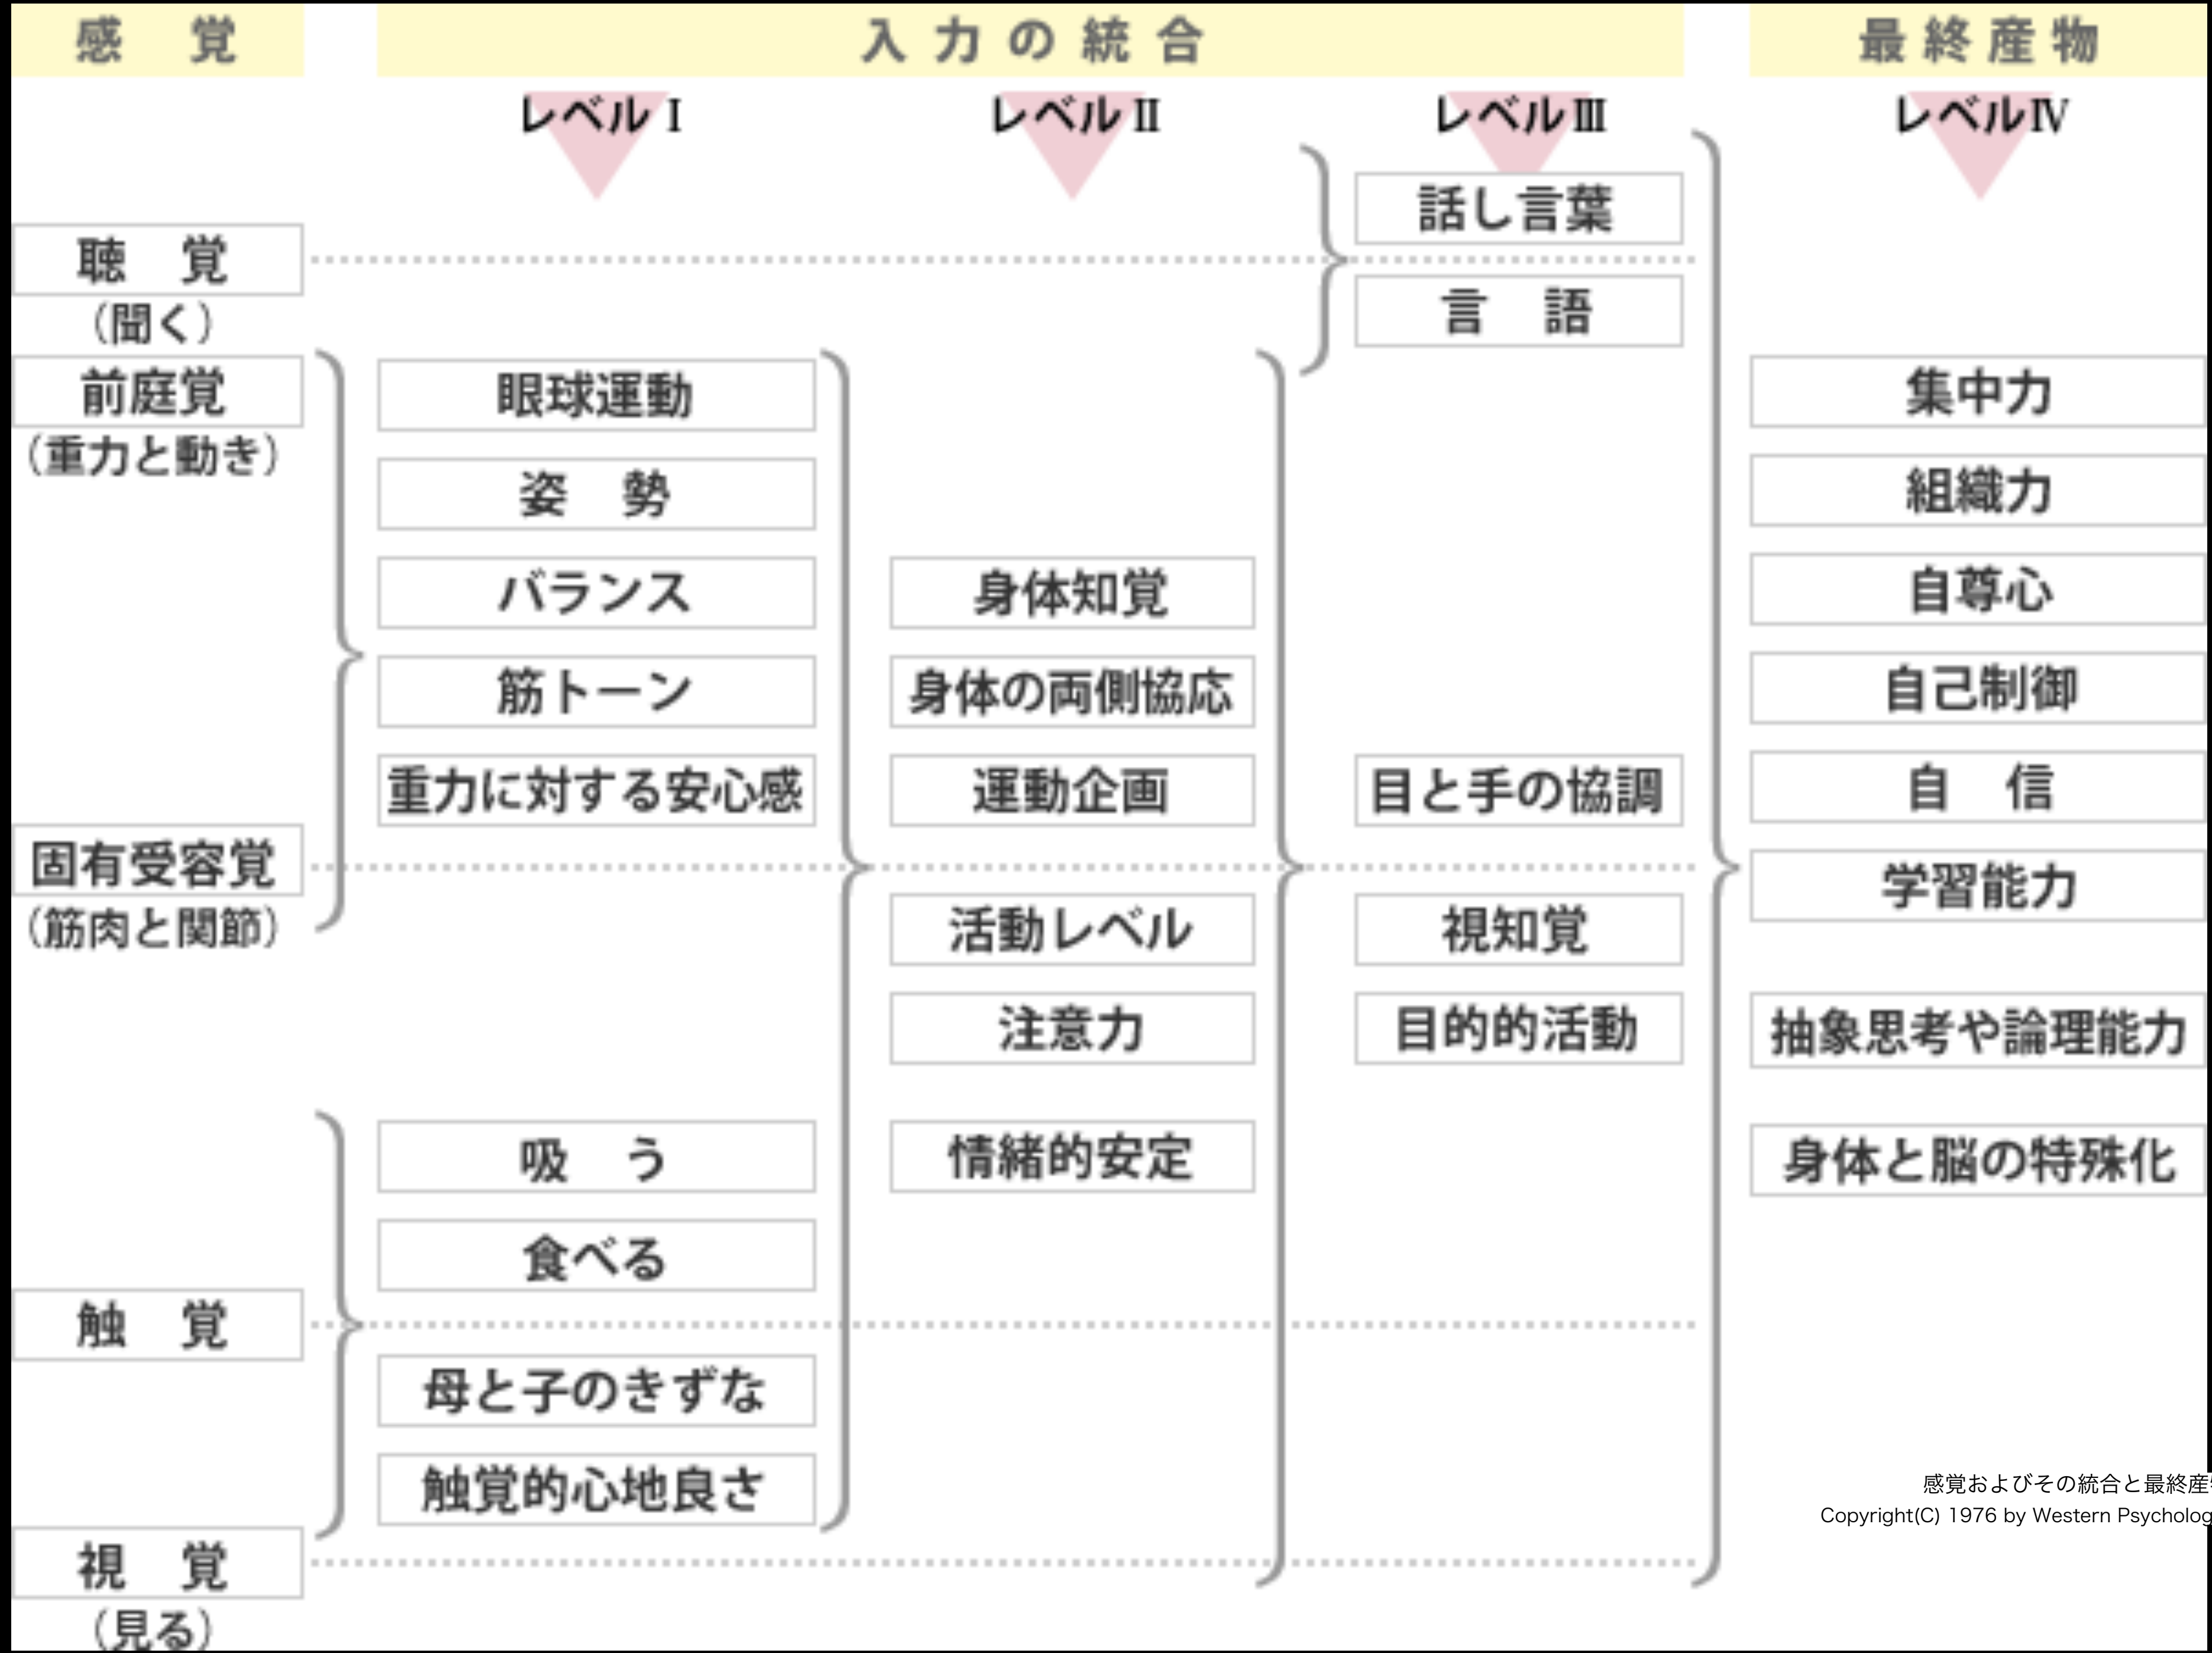 感 覚
入力の統合
最終産物
レベルⅠ
レベルⅡ
レベルⅢ
レベルⅣ
聴 覚
(聞く)
前庭覚
(重力と動き)
固有受容覚
(筋肉と関節)
触 覚
視 覚
(見る)
眼球運動
姿 勢
バランス
筋トーン
重力に対する安心感
吸 う
食べる
母と子のきずな
触覚的心地良さ
身体知覚
身体の両側協応
運動企画
活動レベル
注意力
情緒的安定
話し言葉
言 語
目と手の協調
視知覚
目的的活動
集中力
組織力
自尊心
自己制御
自 信
学習能力
抽象思考や論理能力
身体と脳の特殊化
感覚およびその統合と最終産
Copyright(C) 1976 by Western Psycholog